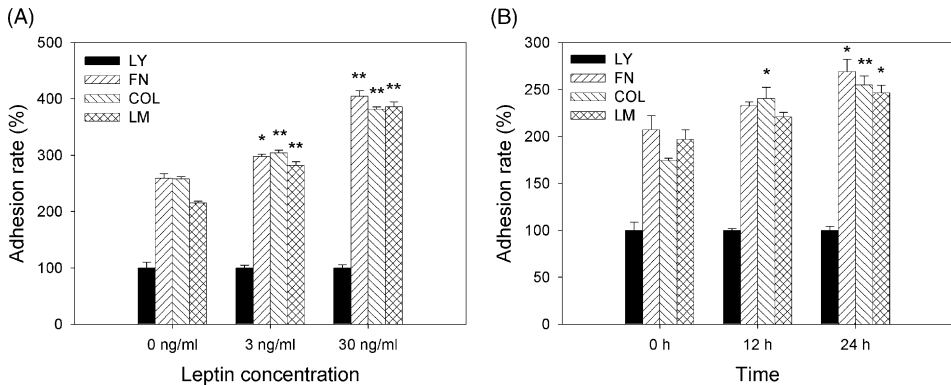 (A)
500
400
300
200
100
0
Adhesion rate (%)
LY
FN
COL
LM
* ** **
** ** **
0 ng/ml 3 ng/ml 30 ng/ml
Leptin concentration
(B)
300
250
200
150
100
50
0
Adhesion rate (%)
LY
FN
COL
LM
*
* ** *
0 h 12 h 24 h
Time